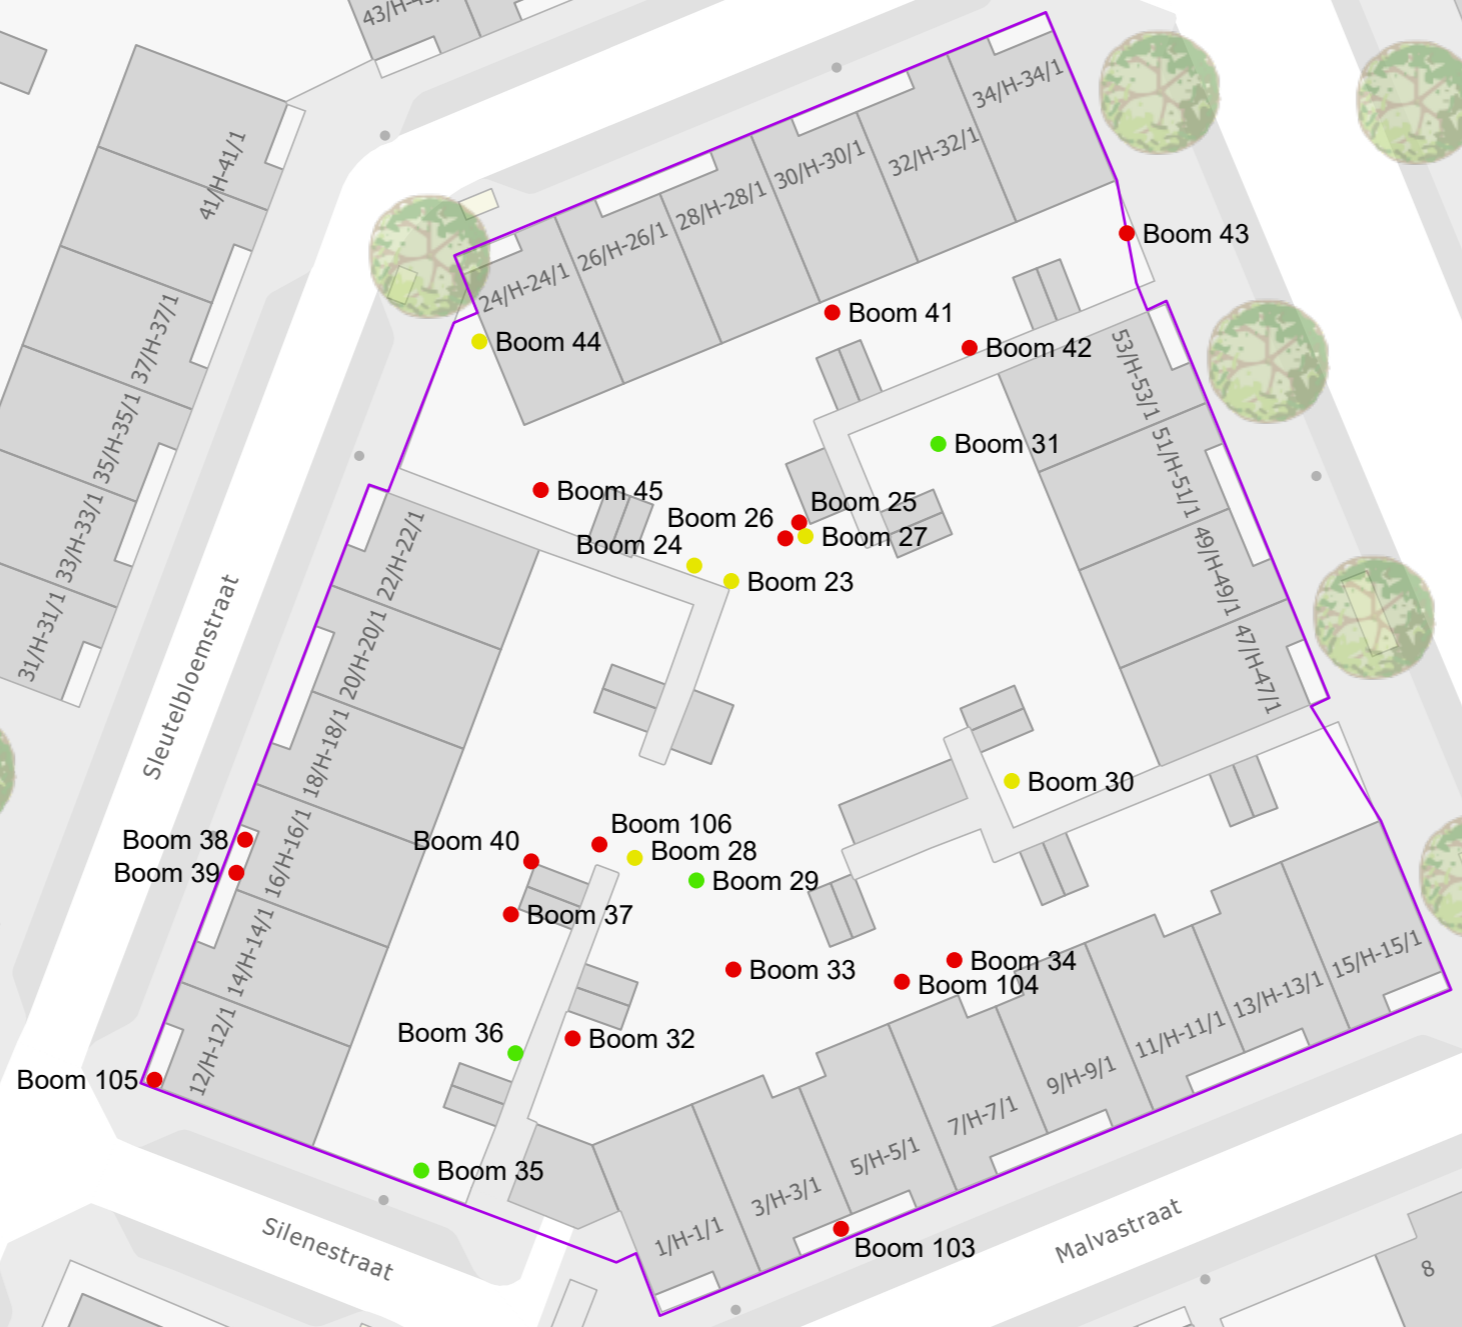 34/H-34/1
41/H-41/1
32/H-32/1
30/H-30/1
28/H-28/1
26/H-26/1
24/H-24/1
Boom 43
Boom 41
Boom 44
Boom 42
37/H-37/1
53/H-53/1
35/H-35/1
Boom 31
51/H-51/1
Boom 45
Boom 25
Boom 26
Boom 27
33/H-33/1
22/H-22/1
Boom 24
Boom 23
49/H-49/1
31/H-31/1
20/H-20/1
47/H-47/1
Sleutelbloemstraat
18/H-18/1
Boom 30
Boom 106
Boom 38
Boom 40
Boom 28
16/H-16/1
Boom 39
Boom 29
Boom 37
14/H-14/1
15/H-15/1
Boom 33
Boom 34
Boom 104
13/H-13/1
Boom 36
Boom 32
11/H-11/1
12/H-12/1
9/H-9/1
Boom 105
7/H-7/1
5/H-5/1
Boom 35
3/H-3/1
1/H-1/1
Malvastraat
Silenestraat
Boom 103
8